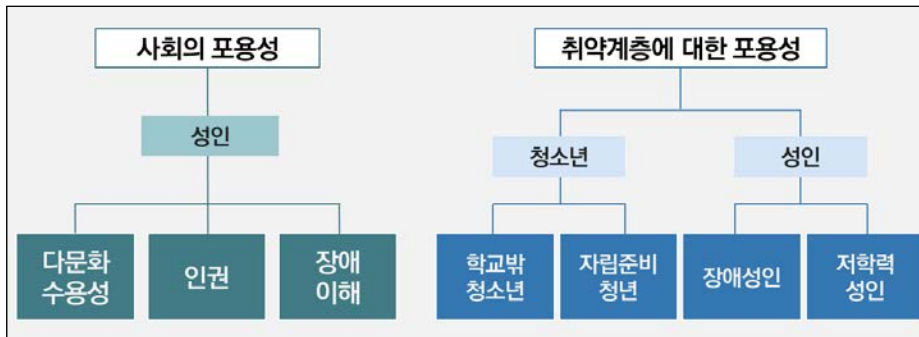 사회의 포용성
성인
다문화
수용성
인권
장애
이해
취약계층에 대한 포용성
청소년
성인
학교밖
청소년
자립준비
청년
장애성인
저학력
성인